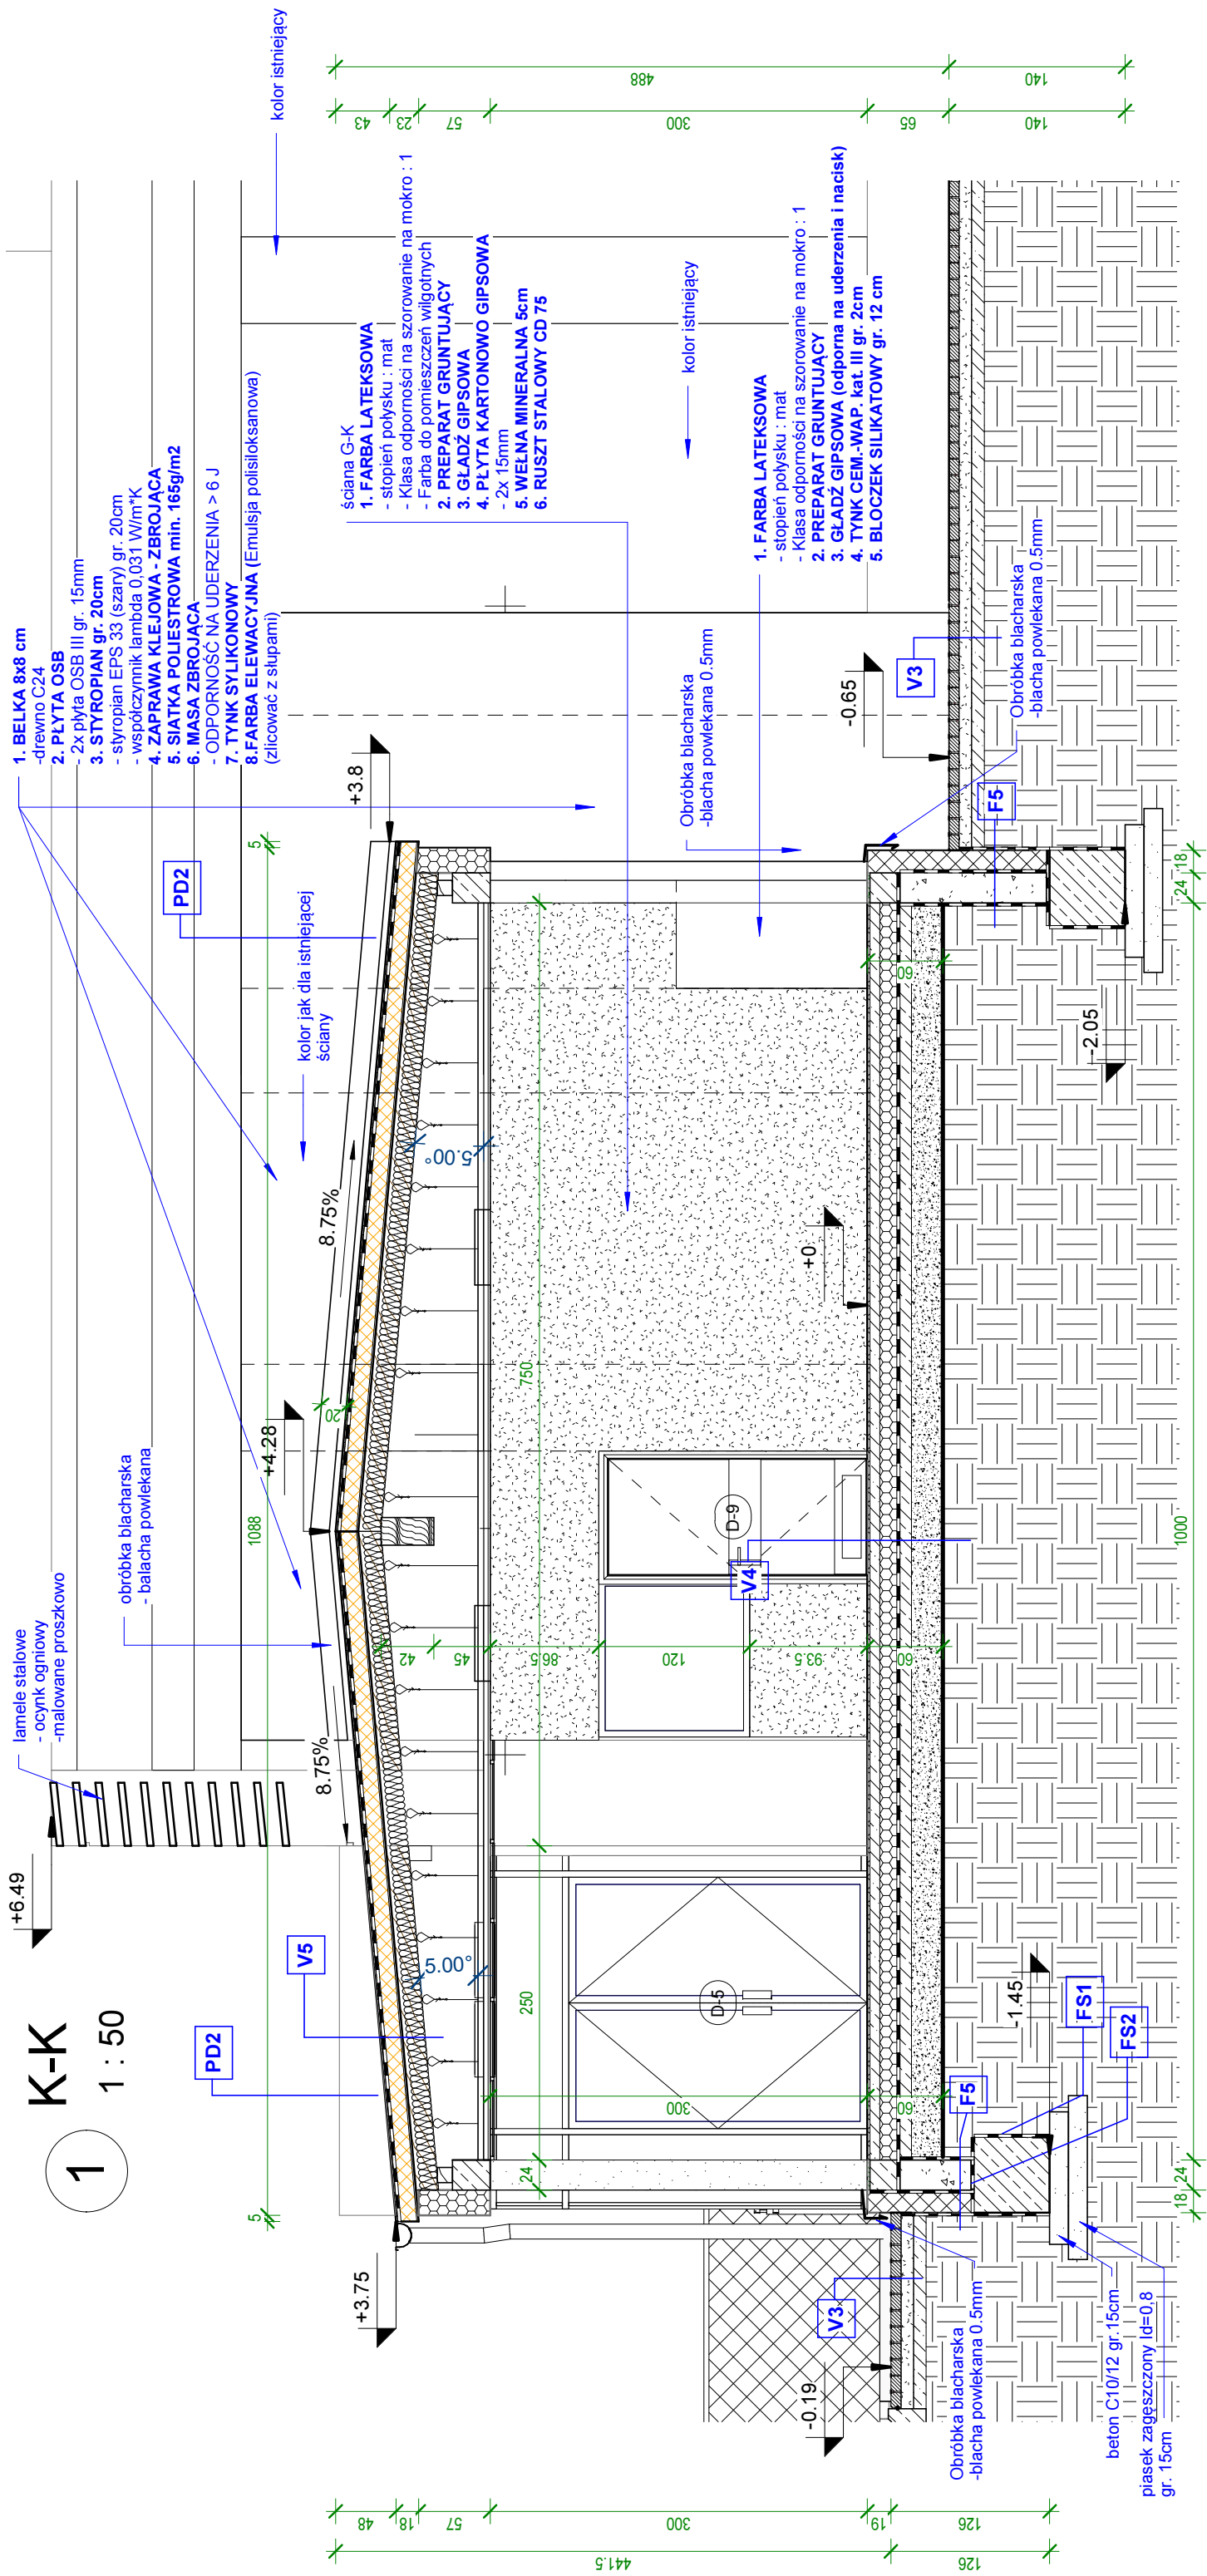 K-K
1 : 50
1
+6.49
lamele stalowe
- ocynk ogniowy
-malowane proszkowo
obróbka blacharska
- balacha powlekana
1. BELKA 8x8 cm
-drewno C24
2. PŁYTA OSB
- 2x płyta OSB III gr. 15mm
3. STYROPIAN gr. 20cm
- styropian EPS 33 (szary) gr. 20cm
- współczynnik lambda 0,031 W/m*K
4. ZAPRAWA KLEJOWA - ZBROJĄCA
5. SIATKA POLIESTROWA min. 165g/m2
6. MASA ZBROJĄCA
- ODPORNOŚĆ NA UDERZENIA > 6 J
7. TYNK SYLIKONOWY
8.FARBA ELEWACYJNA (Emulsja polisiloksanowa)
(zlicować z słupami)
kolor istniejący
PD2
V5
PD2
kolor jak dla istniejącej
ściany
5
1088
5
+3.75
8.75%
+4.28
20
8.75%
+3.8
5.00°
5.00°
ściana G-K
1. FARBA LATEKSOWA
- stopień połysku : mat
- Klasa odporności na szorowanie na mokro : 1
- Farba do pomieszczeń wilgotnych
2. PREPARAT GRUNTUJĄCY
3. GŁADŹ GIPSOWA
4. PŁYTA KARTONOWO GIPSOWA
- 2x 15mm
5. WEŁNA MINERALNA 5cm
6. RUSZT STALOWY CD 75
kolor istniejący
1. FARBA LATEKSOWA
- stopień połysku : mat
- Klasa odporności na szorowanie na mokro : 1
2. PREPARAT GRUNTUJĄCY
3. GŁADŹ GIPSOWA (odporna na uderzenia i nacisk)
4. TYNK CEM.-WAP. kat. III gr. 2cm
5. BLOCZEK SILIKATOWY gr. 12 cm
Obróbka blacharska
-blacha powlekana 0.5mm
24
250
750
42
45
86.5
120
93.5
60
300
60
60
D-5
D-9
V4
+0
-0.19
-0.65
V3
V3
Obróbka blacharska
-blacha powlekana 0.5mm
Obróbka blacharska
-blacha powlekana 0.5mm
F5
F5
-1.45
FS1
FS2
-2.05
beton C10/12 gr.15cm
piasek zagęszczony Id=0,8
gr. 15cm
18
24
1000
24
18
48
18
57
300
19
126
441.5
126
43
23
57
300
65
140
488
140